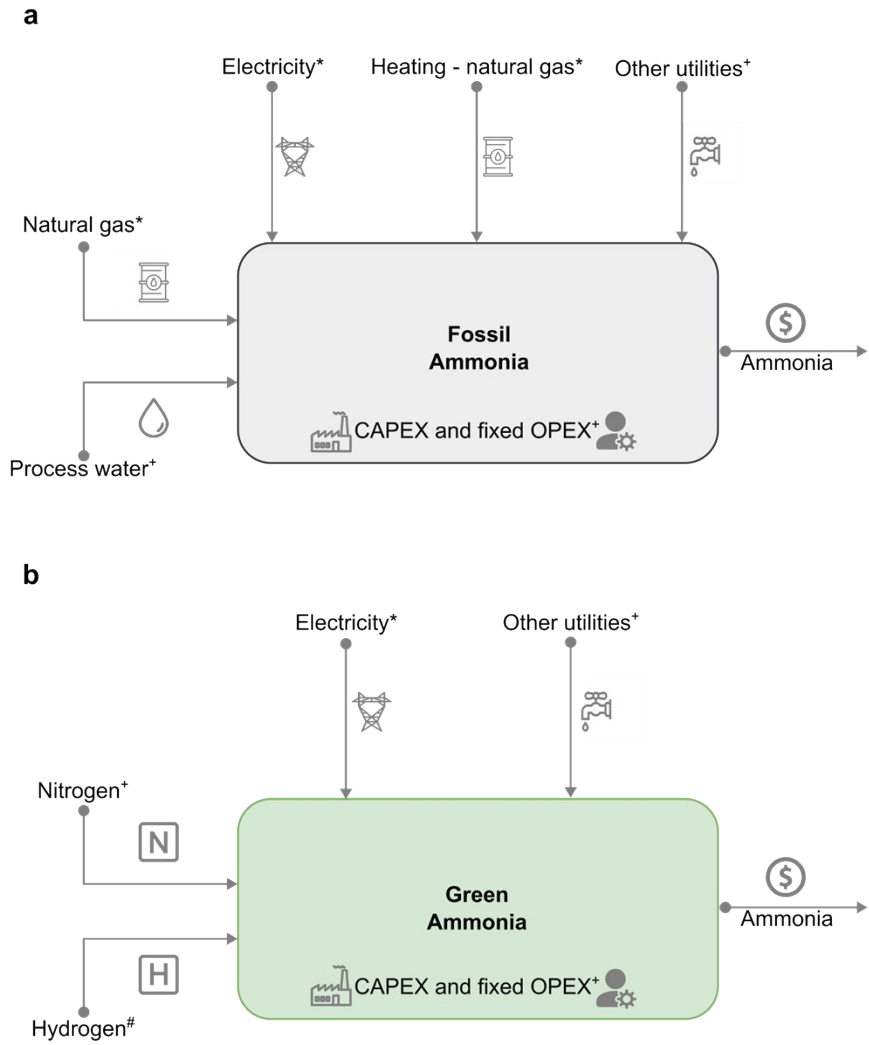 a
Electricity*
Heating - natural gas*
Other utilities+
Natural gas*
Fossil
Ammonia
$
Ammonia
CAPEX and fixed OPEX+
Process water+
b
Electricity*
Other utilities+
Nitrogen+
N
Green
Ammonia
$
Ammonia
H
CAPEX and fixed OPEX+
Hydrogen#